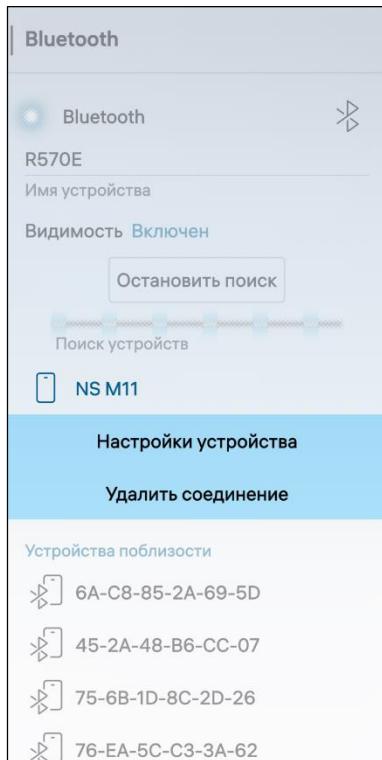 Bluetooth
Bluetooth
R570E
Имя устройства
Видимость Включен
Остановить поиск
Поиск устройств
NS M11
Настройки устройства
Удалить соединение
Устройства поблизости
6A-C8-85-2A-69-5D
45-2A-48-B6-CC-07
75-6B-1D-8C-2D-26
76-EA-5C-C3-3A-62